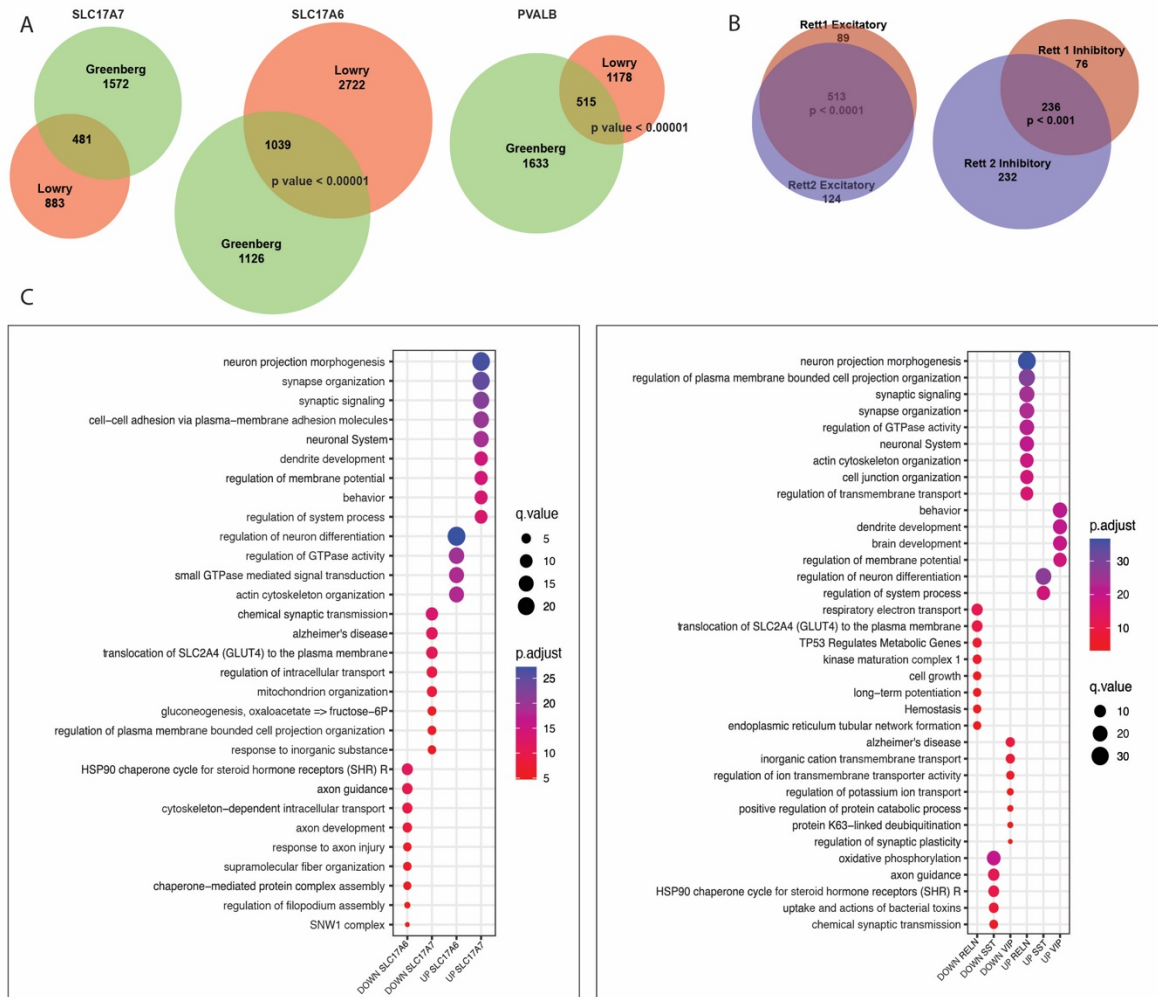 A
SLC17A7
Greenberg
1572
481
Lowry
883
SLC17A6
Lowry
2722
1039
p value < 0.00001
Greenberg
1126
PVALB
Lowry
1178
515
p value < 0.00001
Greenberg
1633
B
Rett1 Excitatory
89
513
p < 0.0001
Rett2 Excitatory
124
Rett 1 Inhibitory
76
236
p < 0.001
Rett 2 Inhibitory
232
C
neuron projection morphogenesis
synapse organization
synaptic signaling
cell-cell adhesion via plasma-membrane adhesion molecules
neuronal System
dendrite development
regulation of membrane potential
behavior
regulation of system process
regulation of neuron differentiation
regulation of GTPase activity
small GTPase mediated signal transduction
actin cytoskeleton organization
chemical synaptic transmission
alzheimer's disease
translocation of SLC2A4 (GLUT4) to the plasma membrane
regulation of intracellular transport
mitochondrion organization
gluconeogenesis, oxaloacetate => fructose-6P
regulation of plasma membrane bounded cell projection organization
response to inorganic substance
HSP90 chaperone cycle for steroid hormone receptors (SHR) R
axon guidance
cytoskeleton-dependent intracellular transport
axon development
response to axon injury
supramolecular fiber organization
chaperone-mediated protein complex assembly
regulation of filopodium assembly
SNW1 complex
DOWN SLC17A6
DOWN SLC17A7
UP SLC17A6
UP SLC17A7
q.value
5
10
15
20
p.adjust
25
20
15
10
5
neuron projection morphogenesis
regulation of plasma membrane bounded cell projection organization
synaptic signaling
synapse organization
regulation of GTPase activity
neuronal System
actin cytoskeleton organization
cell junction organization
regulation of transmembrane transport
behavior
dendrite development
brain development
regulation of membrane potential
regulation of neuron differentiation
regulation of system process
respiratory electron transport
translocation of SLC2A4 (GLUT4) to the plasma membrane
TP53 Regulates Metabolic Genes
kinase maturation complex 1
cell growth
long-term potentiation
Hemostasis
endoplasmic reticulum tubular network formation
alzheimer's disease
inorganic cation transmembrane transport
regulation of ion transmembrane transporter activity
regulation of potassium ion transport
positive regulation of protein catabolic process
protein K63-linked deubiquitination
regulation of synaptic plasticity
oxidative phosphorylation
axon guidance
HSP90 chaperone cycle for steroid hormone receptors (SHR) R
uptake and actions of bacterial toxins
chemical synaptic transmission
DOWN RELN
DOWN SST
DOWN VIP
UP RELN
UP SST
UP VIP
p.adjust
30
20
10
q.value
10
20
30